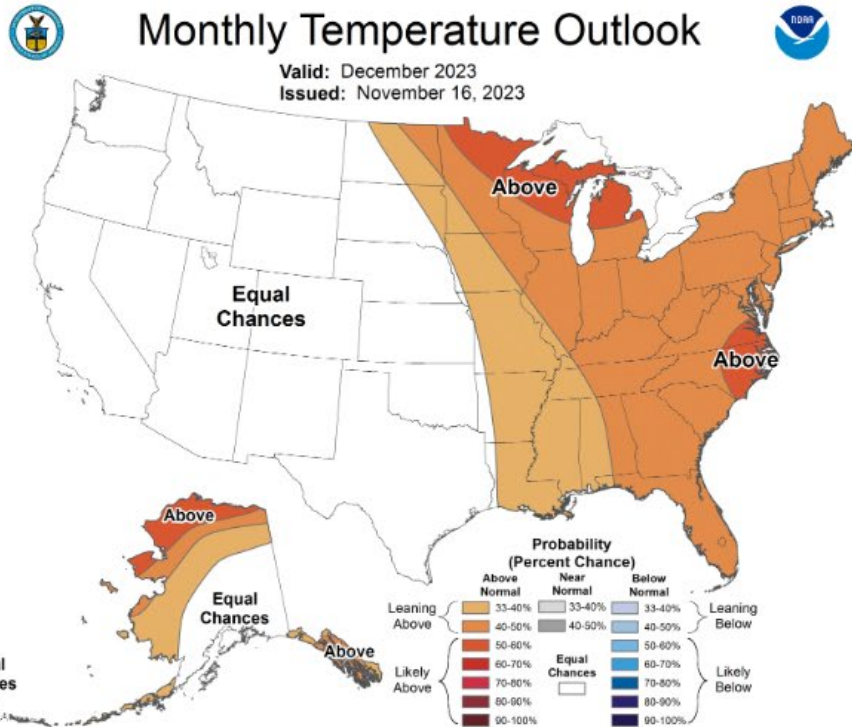 Monthly Temperature Outlook
NOAA
Valid: December 2023
Issued: November 16, 2023
Above
Equal
Chances
Above
Above
Equal
Chances
Above
l
es
Probability
(Percent Chance)
Above
Normal
Near
Normal
Below
Normal
Leaning
Above
33-40%
33-40%
33-40%
Leaning
Below
40-50%
40-50%
40-50%
Likely
Above
50-60%
50-60%
60-70%
60-70%
70-80%
70-80%
80-90%
80-90%
90-100%
90-100%
Equal
Chances
Likely
Below